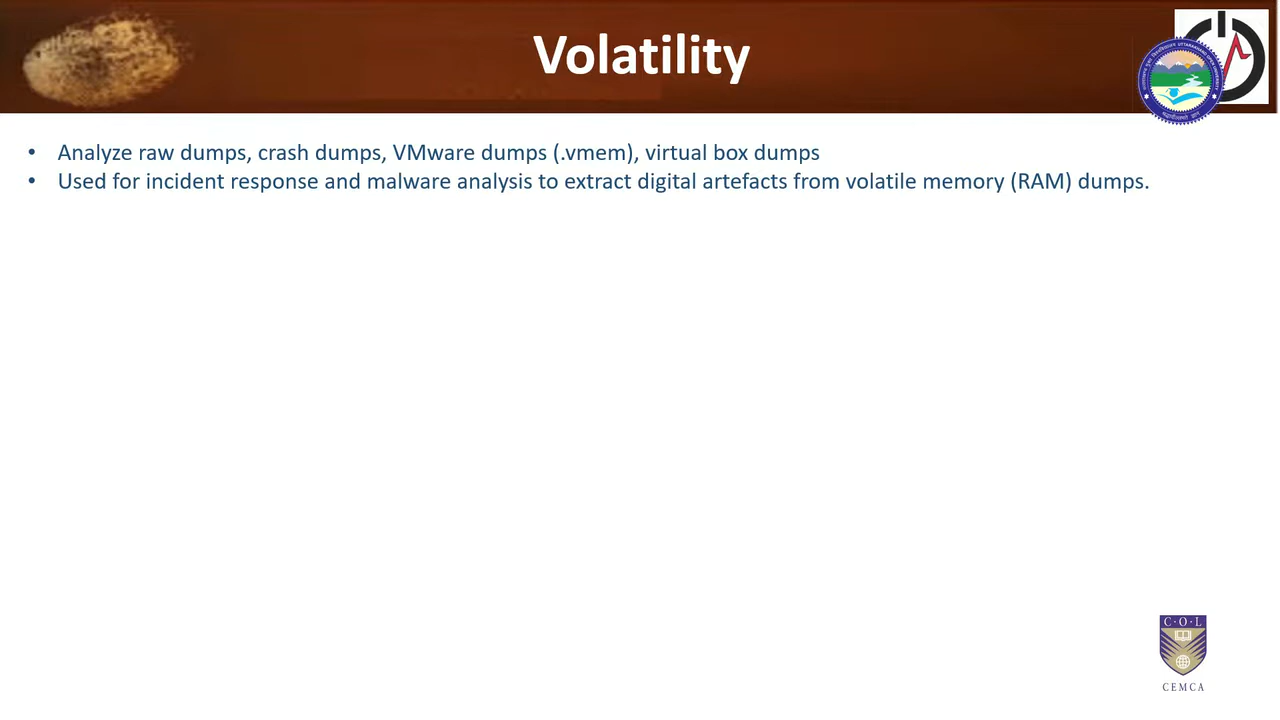 Volatility
• Analyze raw dumps, crash dumps, VMware dumps (.vmem), virtual box dumps
• Used for incident response and malware analysis to extract digital artefacts from volatile memory (RAM) dumps.
C·O·L
CEMCA